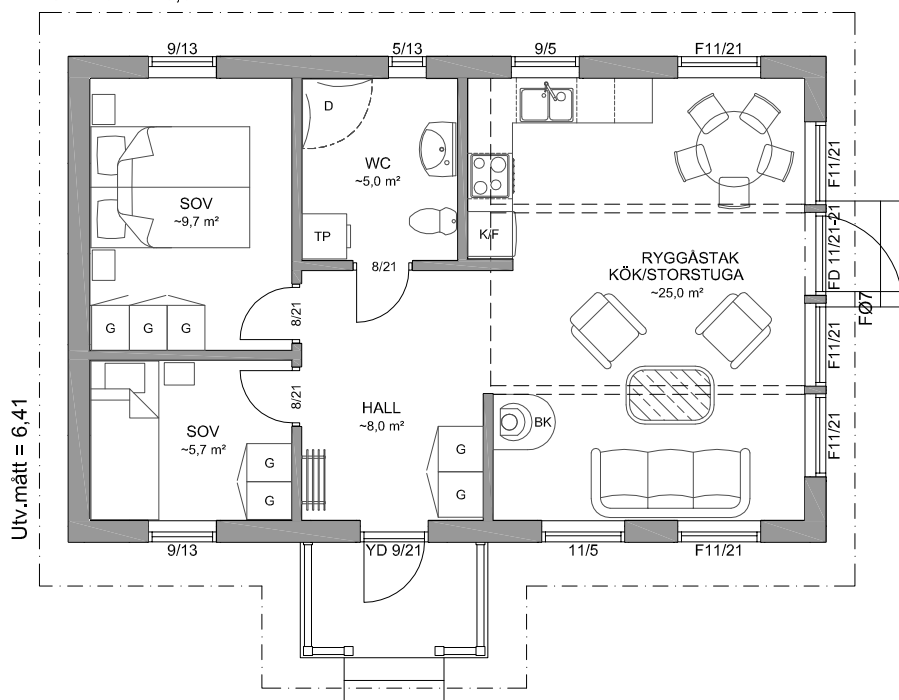 9/13
5/13
9/5
F11/21
D
WC
~5,0 m²
SOV
~9,7 m²
TP
K/F
8/21
RYGGÅSTAK
KÖK/STORSTUGA
~25,0 m²
F11/21
FD 11/21-21
FØ7
F11/21
F11/21
G
G
G
8/21
8/21
SOV
~5,7 m²
G
G
HALL
~8,0 m²
G
G
BK
Utv.mått = 6,41
9/13
YD 9/21
11/5
F11/21